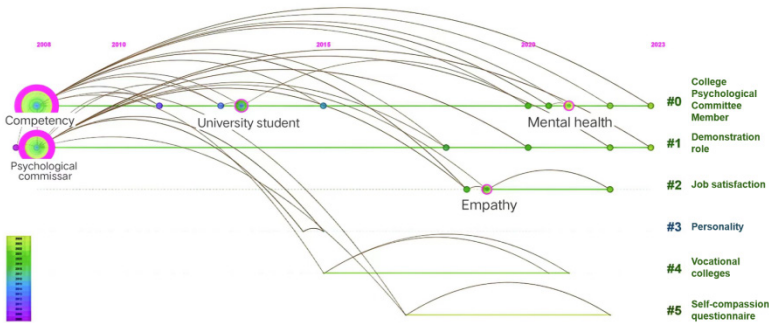 2008 2010 2015 2020 2023
#0 College Psychological Committee Member
Competency
University student
Mental health
#1 Demonstration role
Psychological commissar
#2 Job satisfaction
Empathy
#3 Personality
#4 Vocational colleges
#5 Self-compassion questionnaire